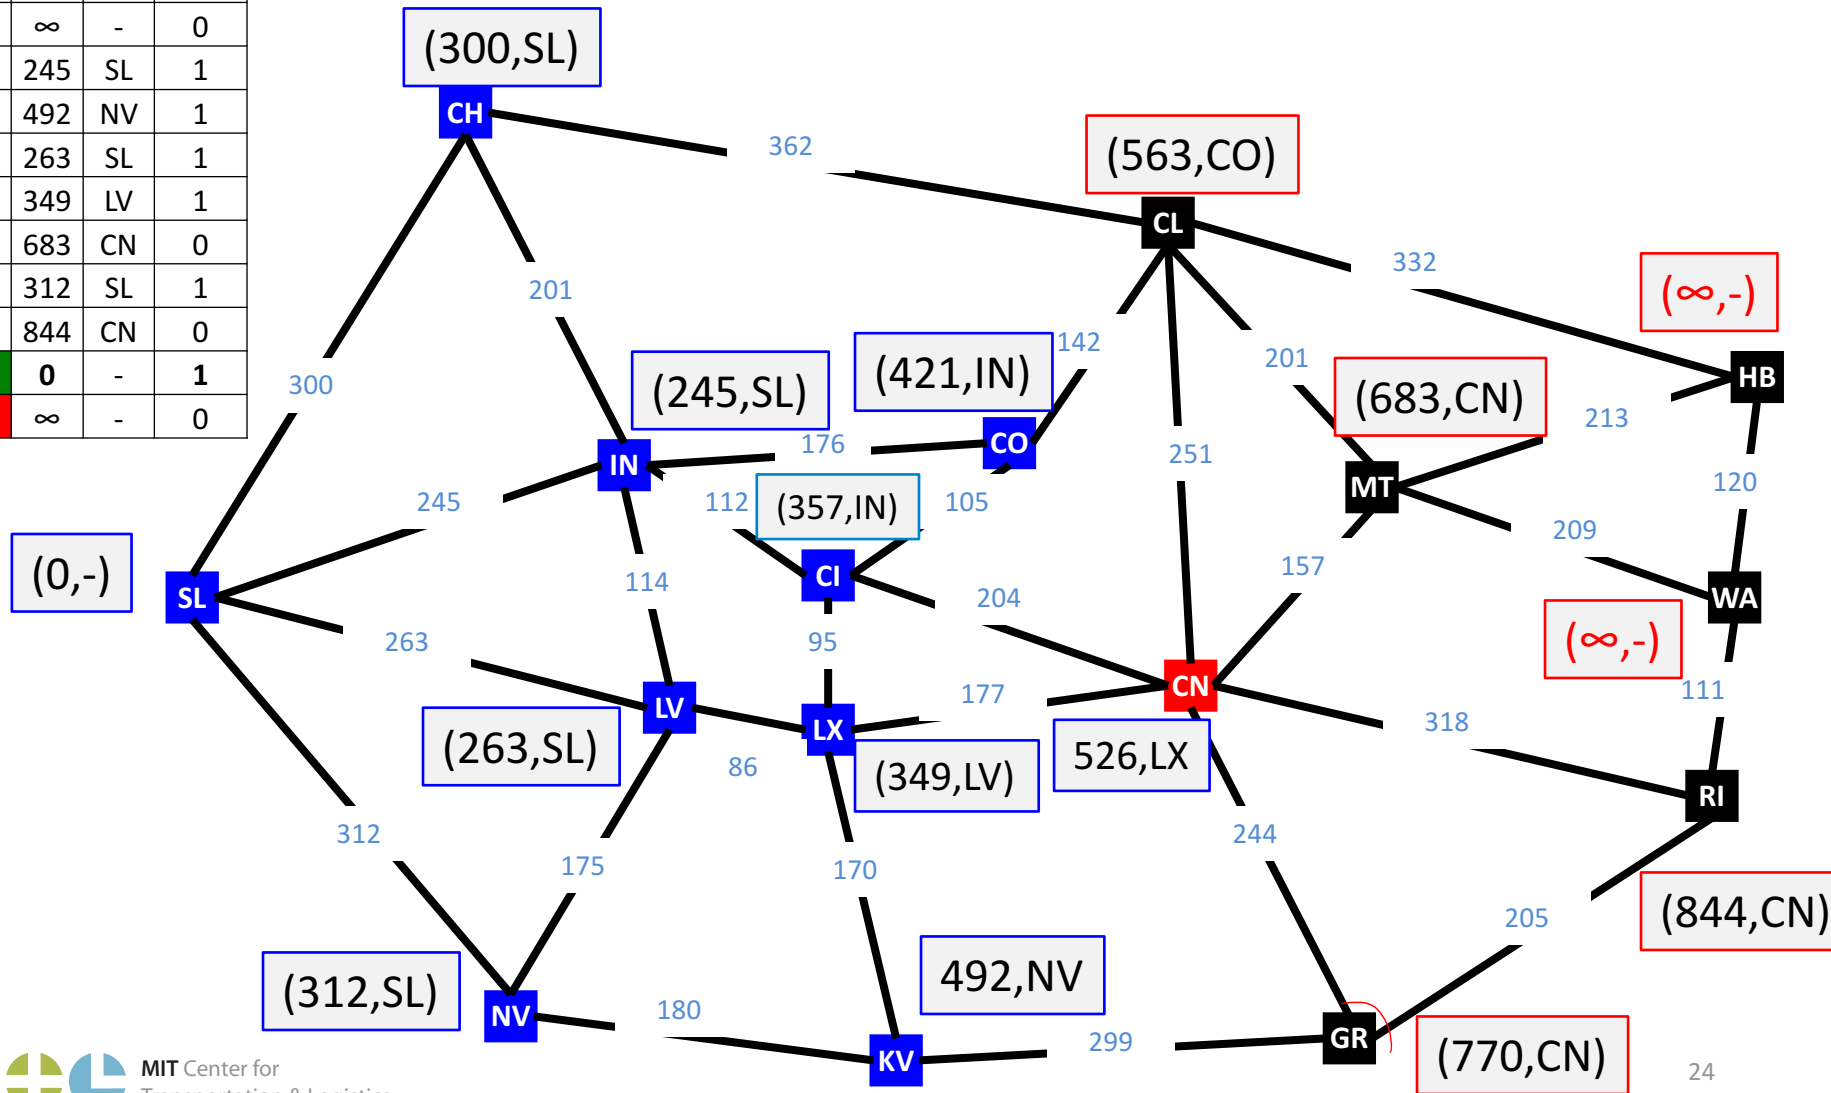 ∞ - 0
245 SL 1
492 NV 1
263 SL 1
349 LV 1
683 CN 0
312 SL 1
844 CN 0
0 - 1
∞ - 0
(300,SL)
CH
362
(563,CO)
CL
332
(∞,-)
HB
201
142
201
(421,IN)
(245,SL)
300
(683,CN)
213
176
CO
IN
251
MT
120
245
112
(357,IN)
105
209
(0,-)
SL
CI
114
204
157
WA
263
95
(∞,-)
177
CN
111
LV
LX
318
(263,SL)
86
(349,LV)
526,LX
RI
312
175
170
244
205
(844,CN)
(312,SL)
492,NV
NV
180
299
KV
GR
(770,CN)
MIT Center for
Transportation & Logistics
24